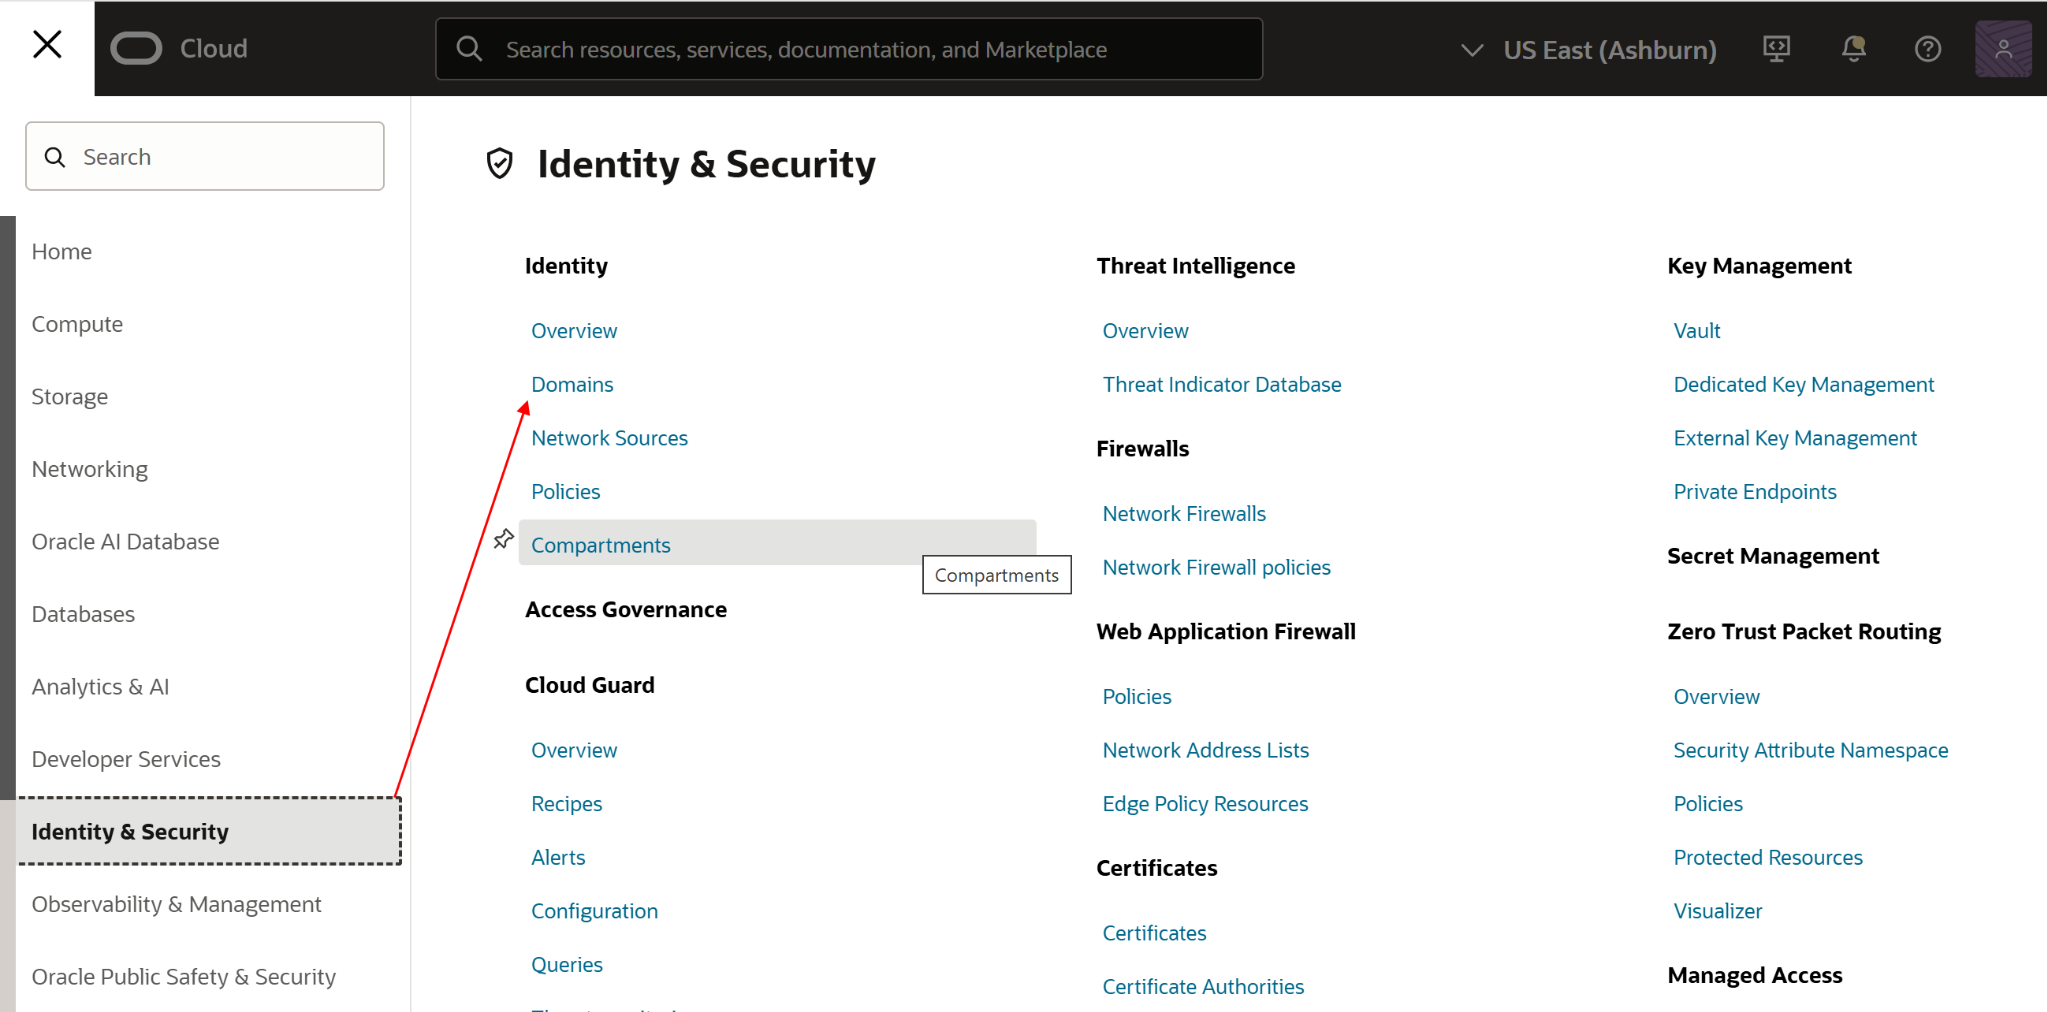 Cloud
Search resources, services, documentation, and Marketplace
US East (Ashburn)
Search
Home
Compute
Storage
Networking
Oracle AI Database
Databases
Analytics & AI
Developer Services
Identity & Security
Observability & Management
Oracle Public Safety & Security
Identity & Security
Identity
Overview
Domains
Network Sources
Policies
Compartments
Compartments
Access Governance
Cloud Guard
Overview
Recipes
Alerts
Configuration
Queries
Threat Intelligence
Overview
Threat Indicator Database
Firewalls
Network Firewalls
Network Firewall policies
Web Application Firewall
Policies
Network Address Lists
Edge Policy Resources
Certificates
Certificates
Certificate Authorities
Key Management
Vault
Dedicated Key Management
External Key Management
Private Endpoints
Secret Management
Zero Trust Packet Routing
Overview
Security Attribute Namespace
Policies
Protected Resources
Visualizer
Managed Access